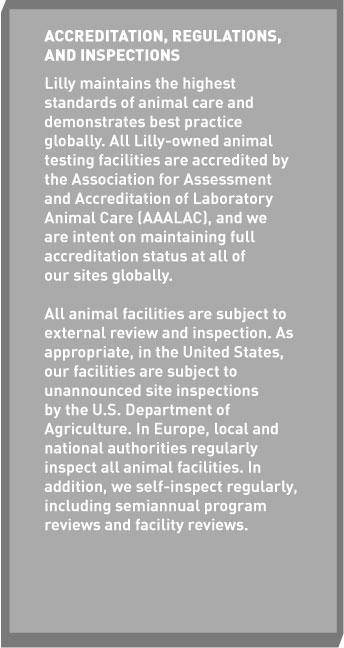 ACCREDITATION, REGULATIONS,
AND INSPECTIONS
Lilly maintains the highest
standards of animal care and
demonstrates best practice
globally. All Lilly-owned animal
testing facilities are accredited by
the Association for Assessment
and Accreditation of Laboratory
Animal Care (AAALAC), and we
are intent on maintaining full
accreditation status at all of
our sites globally.
All animal facilities are subject to
external review and inspection. As
appropriate, in the United States,
our facilities are subject to
unannounced site inspections
by the U.S. Department of
Agriculture. In Europe, local and
national authorities regularly
inspect all animal facilities. In
addition, we self-inspect regularly,
including semiannual program
reviews and facility reviews.